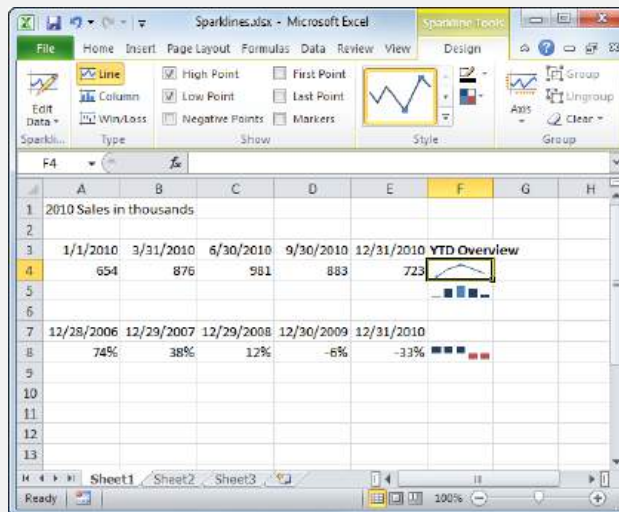 Sparklines.xlsx - Microsoft Excel Sparkline Tools
File Home Insert Page Layout Formulas Data Review View Design
Line High Point First Point Group
Edit Data Column Low Point Last Point Axis Ungroup
Win/Loss Negative Points Markers Clear
Sparkli... Type Show Style Group
F4 fx
A B C D E F G H
1 2010 Sales in thousands
2
3 1/1/2010 3/31/2010 6/30/2010 9/30/2010 12/31/2010 YTD Overview
4 654 876 981 883 723
5
6
7 12/28/2006 12/29/2007 12/29/2008 12/30/2009 12/31/2010
8 74% 38% 12% -6% -33%
9
10
11
12
13
Sheet1 Sheet2 Sheet3
Ready 100%